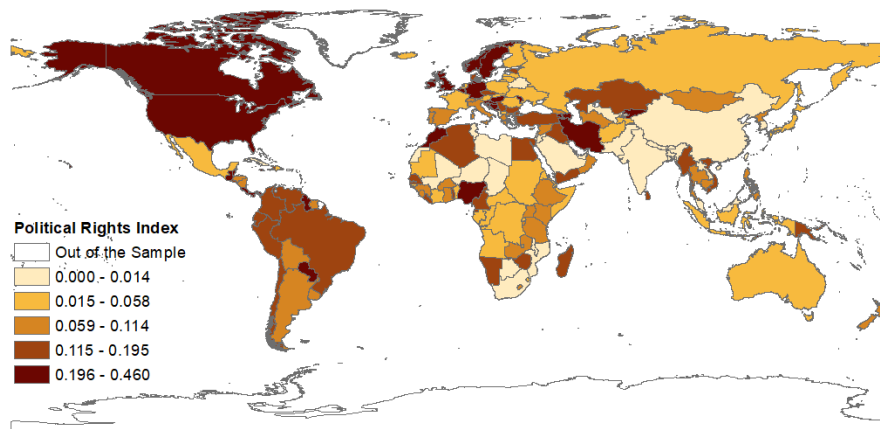 Political Rights Index
Out of the Sample
0.000 - 0.014
0.015 - 0.058
0.059 - 0.114
0.115 - 0.195
0.196 - 0.460